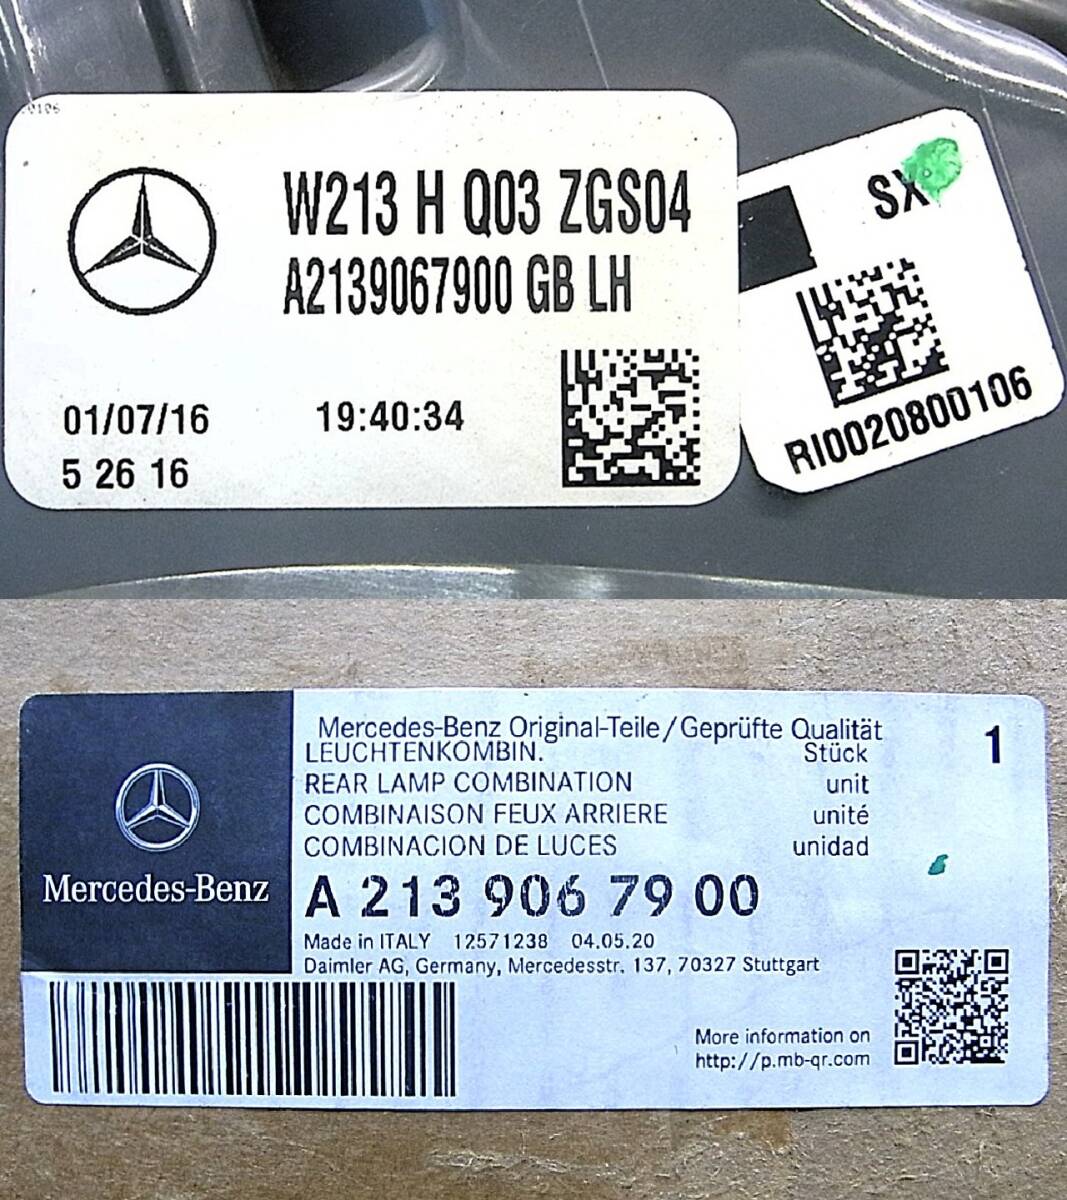 0106
W213 H Q03 ZGS04
A2139067900 GB LH
01/07/16 19:40:34
5 26 16
SX
RI0020800106
Mercedes-Benz
Mercedes-Benz Original-Teile/Geprüfte Qualität
LEUCHTENKOMBIN. Stück 1
REAR LAMP COMBINATION unit
COMBINAISON FEUX ARRIERE unité
COMBINACION DE LUCES unidad
A 213 906 79 00
Made in ITALY 12571238 04.05.20
Daimler AG, Germany, Mercedesstr. 137, 70327 Stuttgart
More information on
http://p.mb-qr.com